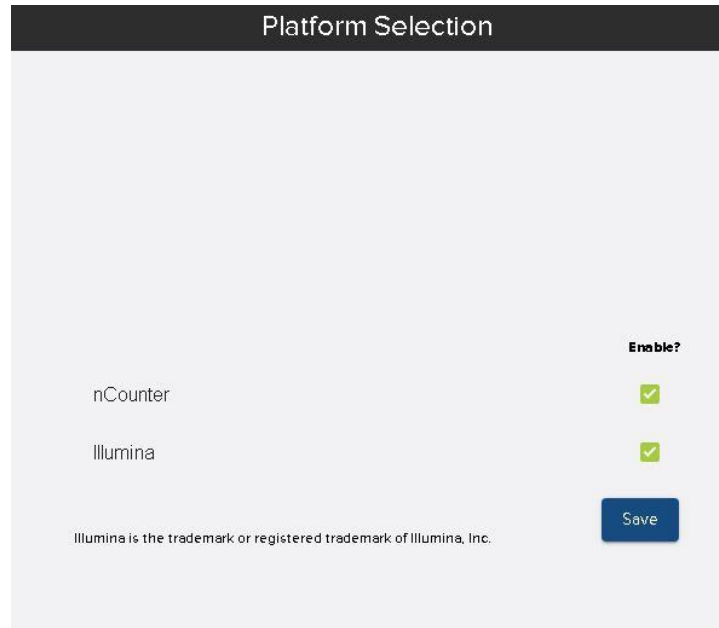 Platform Selection
Enable?
nCounter
Illumina
Save
Illumina is the trademark or registered trademark of Illumina, Inc.